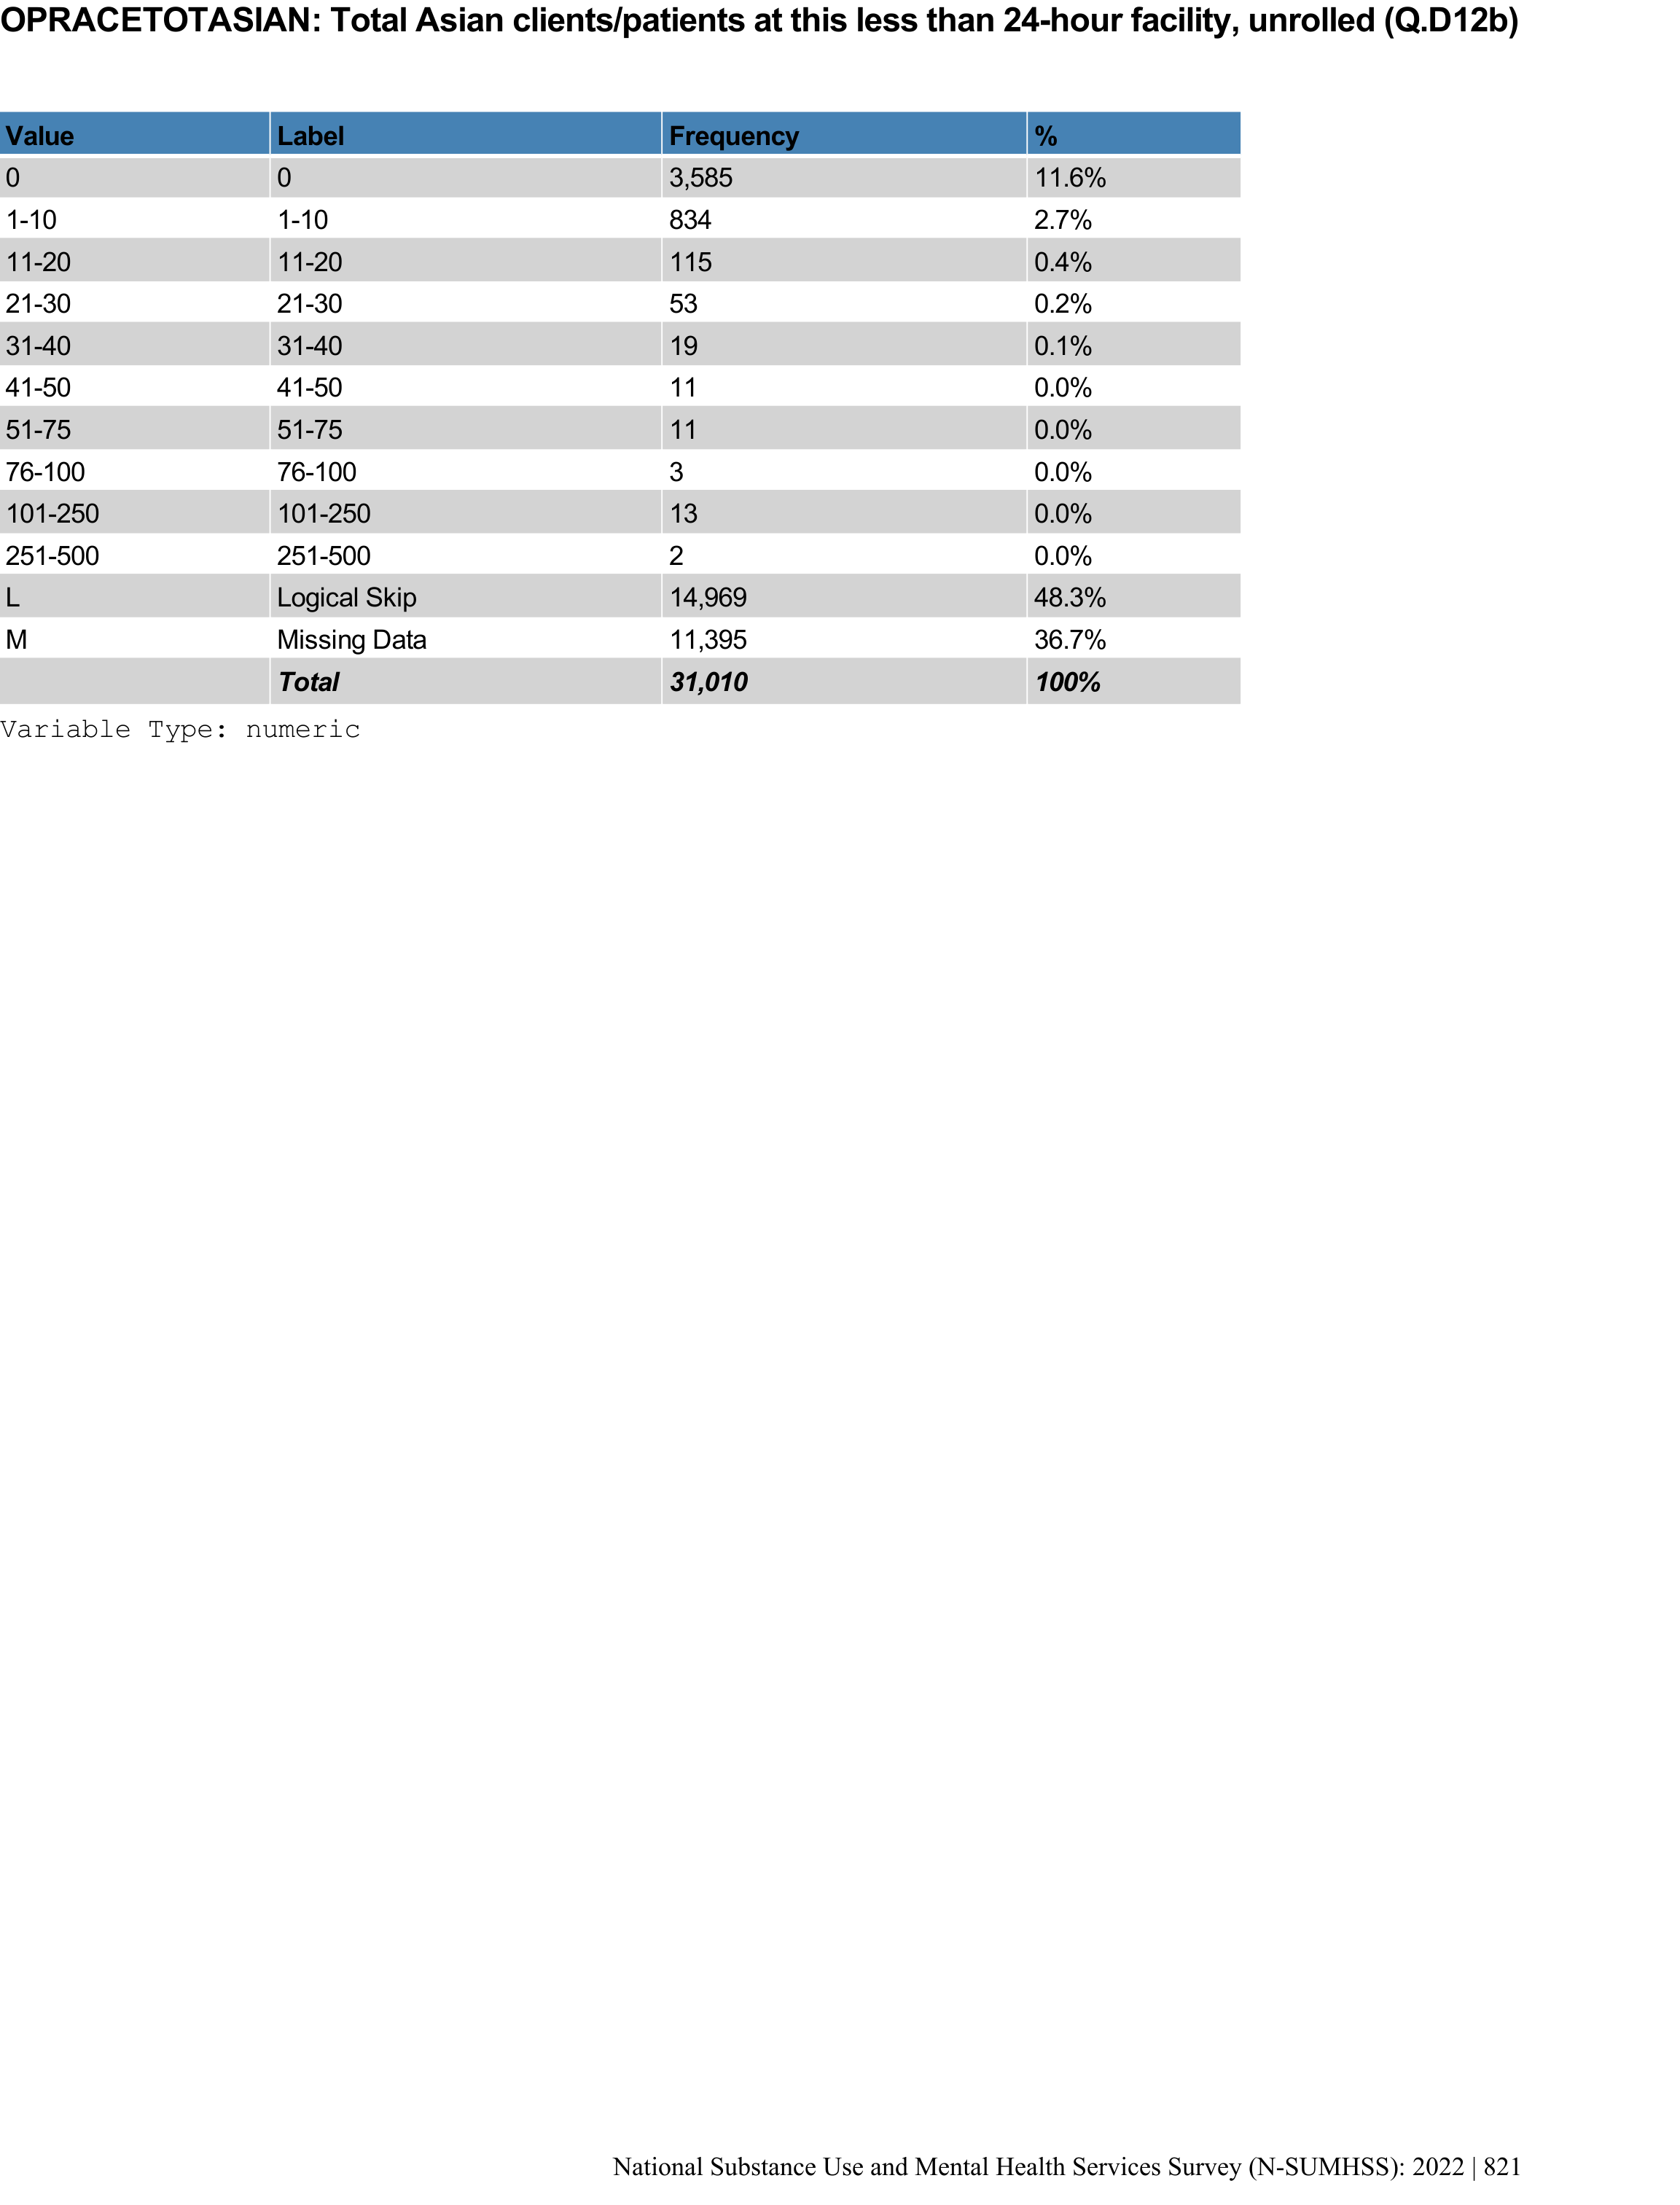 OPRACETOTASIAN: Total Asian clients/patients at this less than 24-hour facility, unrolled (Q.D12b)
Value Label Frequency %
0 0 3,585 11.6%
1-10 1-10 834 2.7%
11-20 11-20 115 0.4%
21-30 21-30 53 0.2%
31-40 31-40 19 0.1%
41-50 41-50 11 0.0%
51-75 51-75 11 0.0%
76-100 76-100 3 0.0%
101-250 101-250 13 0.0%
251-500 251-500 2 0.0%
L Logical Skip 14,969 48.3%
M Missing Data 11,395 36.7%
Total 31,010 100%
Variable Type: numeric
National Substance Use and Mental Health Services Survey (N-SUMHSS): 2022 | 821